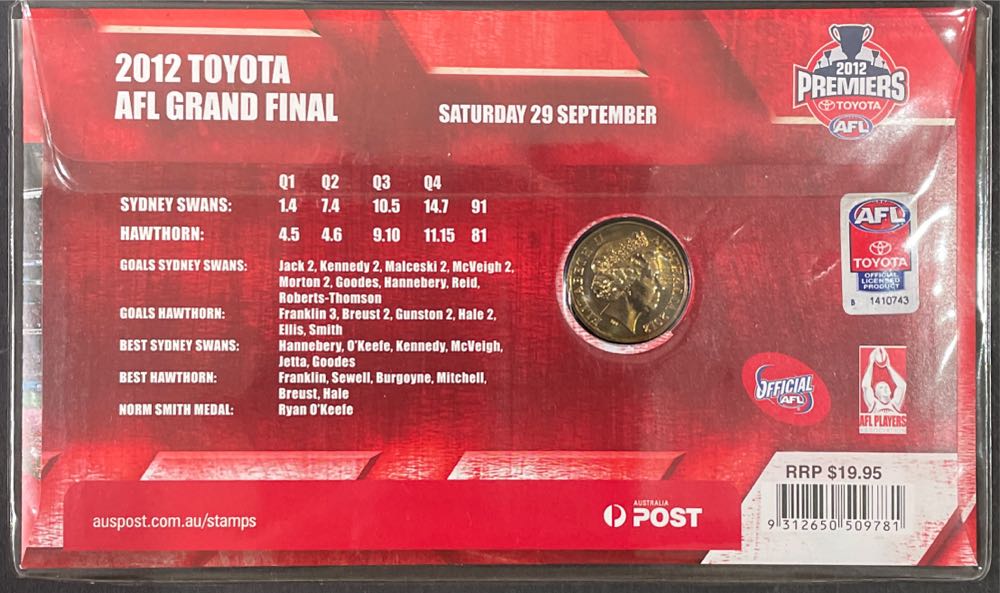 2012 TOYOTA
AFL GRAND FINAL
SATURDAY 29 SEPTEMBER
2012
PREMIERS
TOYOTA
AFL
Q1 Q2 Q3 Q4
SYDNEY SWANS: 1.4 7.4 10.5 14.7 91
HAWTHORN: 4.5 4.6 9.10 11.15 81
GOALS SYDNEY SWANS: Jack 2, Kennedy 2, Malceski 2, McVeigh 2,
Morton 2, Goodes, Hannebery, Reid,
Roberts-Thomson
GOALS HAWTHORN: Franklin 3, Breust 2, Gunston 2, Hale 2,
Ellis, Smith
BEST SYDNEY SWANS: Hannebery, O'Keefe, Kennedy, McVeigh,
Jetta, Goodes
BEST HAWTHORN: Franklin, Sewell, Burgoyne, Mitchell,
Breust, Hale
NORM SMITH MEDAL: Ryan O'Keefe
AFL
TOYOTA
OFFICIAL
LICENSED
PRODUCT
B 1410743
OFFICIAL
AFL
AFL PLAYERS
ASSOCIATION
auspost.com.au/stamps
AUSTRALIA
POST
RRP $19.95
9 312650 509781